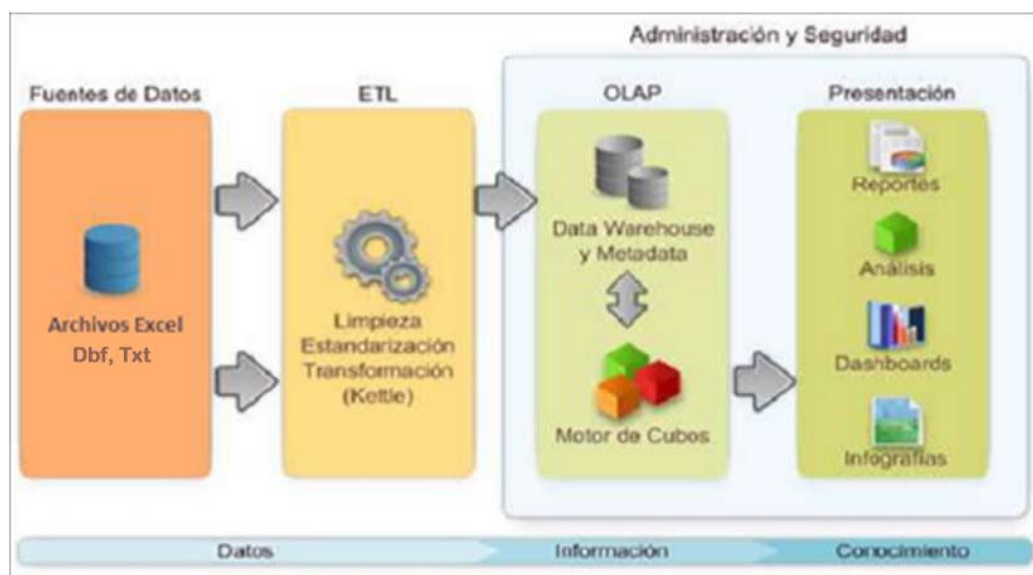 Administración y Seguridad
Fuentes de Datos
ETL
OLAP
Presentación
Archivos Excel
Dbf, Txt
Limpieza
Estandarización
Transformación
(Kettle)
Data Warehouse
y Metadata
Motor de Cubos
Reportes
Análisis
Dashboards
Infografías
Datos
Información
Conocimiento